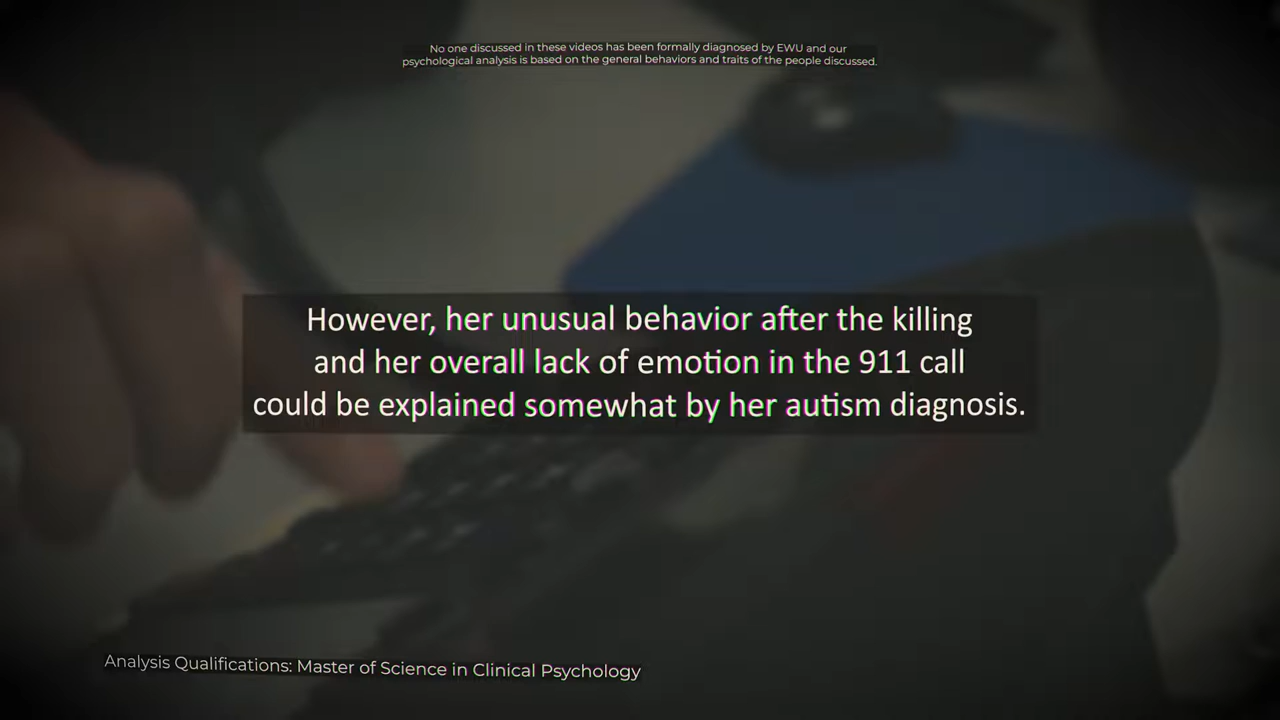 No one discussed in these videos has been formally diagnosed by EWU and our
psychological analysis is based on the general behaviors and traits of the people discussed.
However, her unusual behavior after the killing
and her overall lack of emotion in the 911 call
could be explained somewhat by her autism diagnosis.
Analysis Qualifications: Master of Science in Clinical Psychology